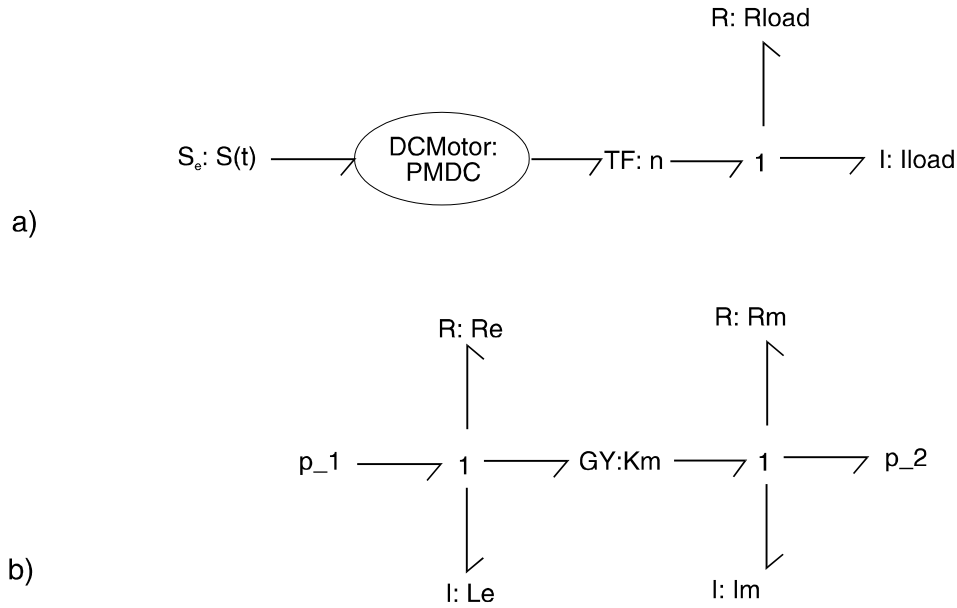 R: Rload
Se: S(t)
DCMotor:
PMDC
TF: n
1
I: Iload
a)
R: Re
R: Rm
p_1
1
GY:Km
1
p_2
I: Le
I: Im
b)